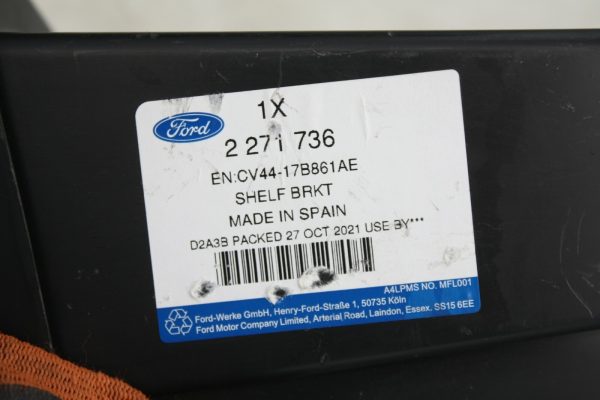 Ford
1X
2 271 736
EN:CV44-17B861AE
SHELF BRKT
MADE IN SPAIN
D2A3B PACKED 27 OCT 2021 USE BY***
A4LPMS NO. MFL001
Ford-Werke GmbH, Henry-Ford-Straße 1, 50735 Köln
Ford Motor Company Limited, Arterial Road, Laindon, Essex. SS15 6EE